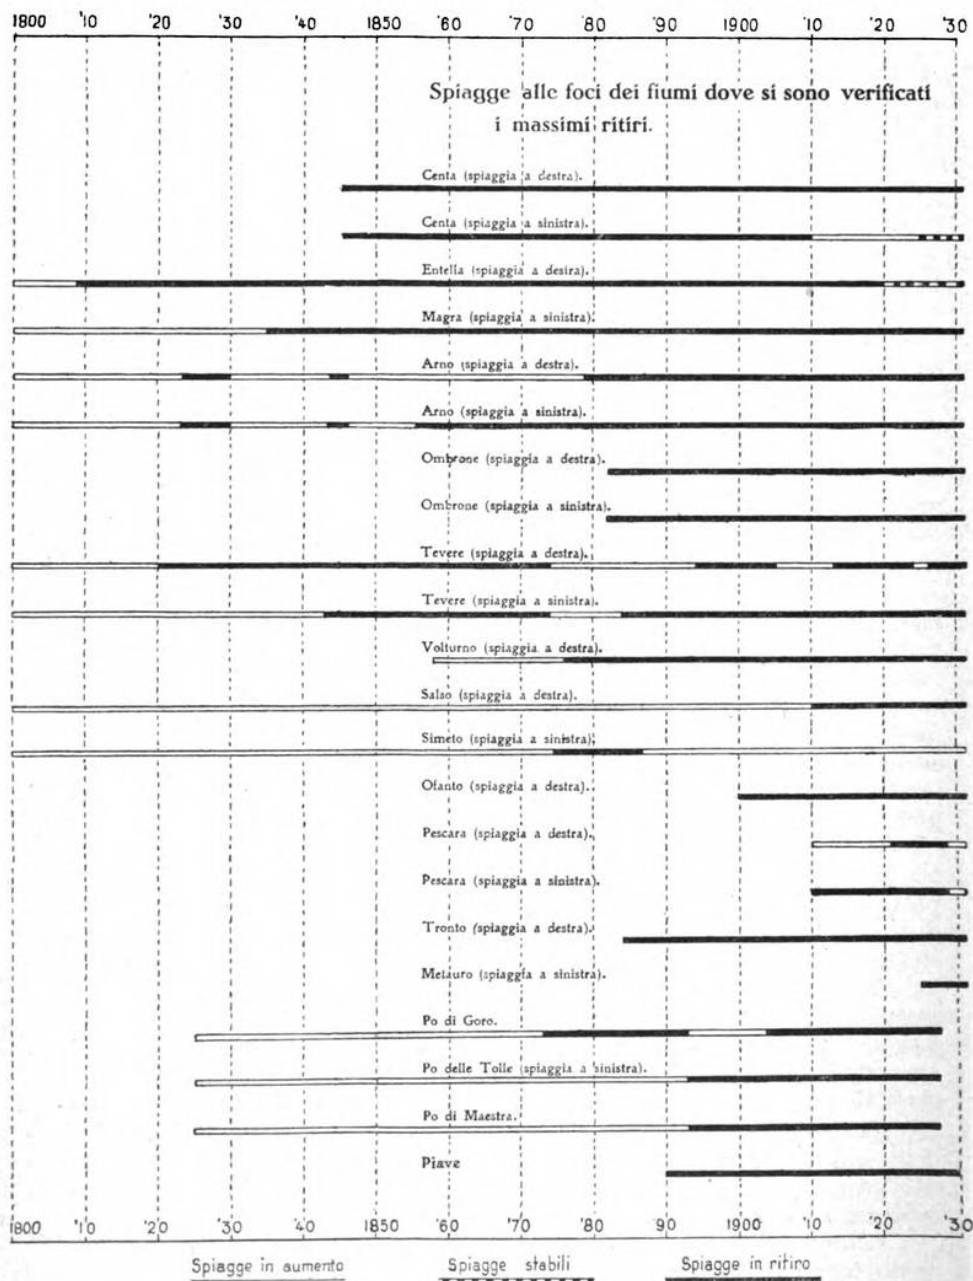 1800 '10 '20 '30 '40 1850 '60 '70 '80 '90 1900 '10 '20 '30
Spiagge alle foci dei fiumi dove si sono verificati
i massimi ritiri.
Centa (spiaggia a destra).
Centa (spiaggia a sinistra).
Entella (spiaggia a destra).
Magra (spiaggia a sinistra).
Arno (spiaggia a destra).
Arno (spiaggia a sinistra).
Ombrone (spiaggia a destra).
Ombrone (spiaggia a sinistra).
Tevere (spiaggia a destra).
Tevere (spiaggia a sinistra).
Volturno (spiaggia a destra).
Salso (spiaggia a destra).
Simeto (spiaggia a sinistra).
Ofanto (spiaggia a destra).
Pescara (spiaggia a destra).
Pescara (spiaggia a sinistra).
Tronto (spiaggia a destra).
Metauro (spiaggia a sinistra).
Po di Goro.
Po delle Tolle (spiaggia a sinistra).
Po di Maestra.
Piave
1800 '10 '20 '30 '40 1850 '60 '70 '80 '90 1900 '10 '20 30
Spiagge in aumento Spiagge stabili Spiagge in ritiro